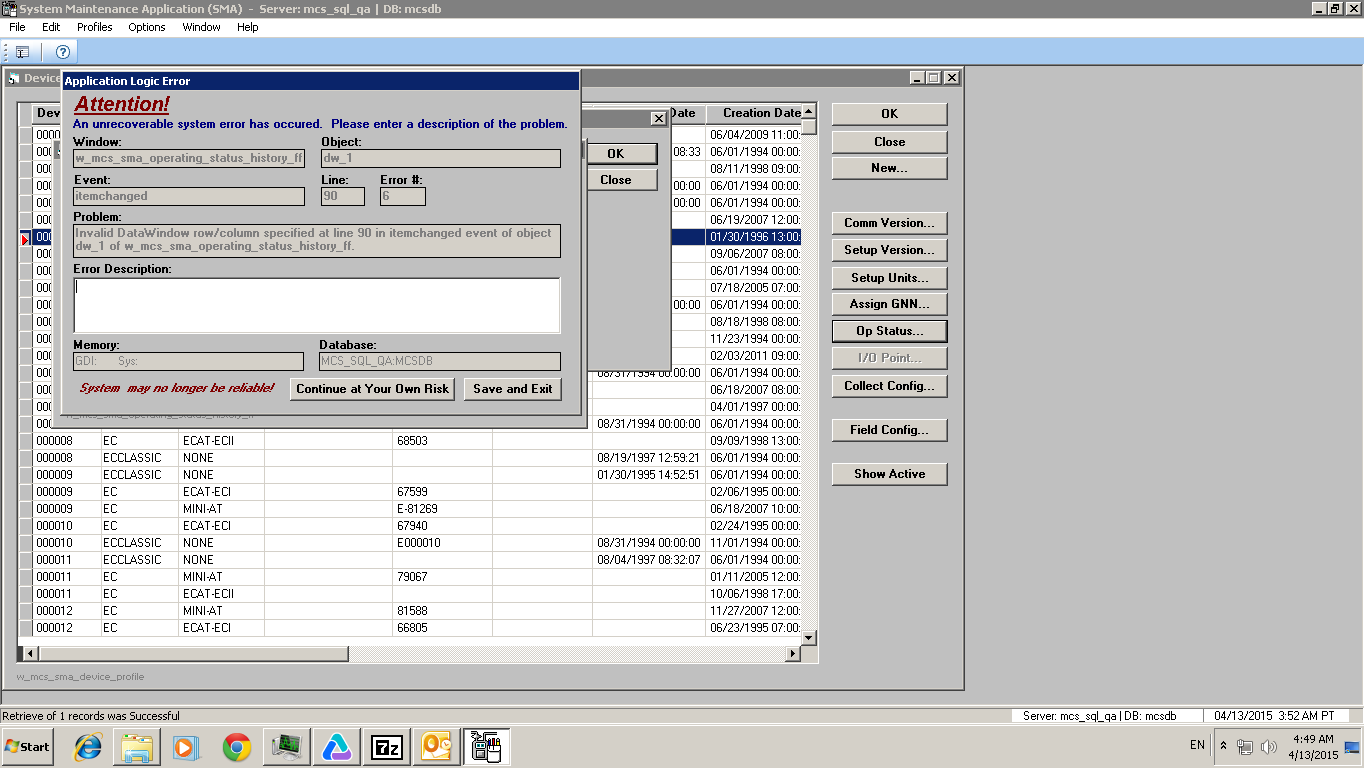 System Maintenance Application (SMA) - Server: mcs_sql_qa | DB: mcsdb
File Edit Profiles Options Window Help
Device
Application Logic Error
Attention!
An unrecoverable system error has occured. Please enter a description of the problem.
Window: Object:
w_mcs_sma_operating_status_history_ff dw_1
Event: Line: Error #:
itemchanged 90 6
Problem:
Invalid DataWindow row/column specified at line 90 in itemchanged event of object
dw_1 of w_mcs_sma_operating_status_history_ff.
Error Description:
Memory: Database:
GDI: Sys: MCS_SQL_QA:MCSDB
System may no longer be reliable! Continue at Your Own Risk Save and Exit
w_mcs_sma_operating_status_history_ff
OK
Close
Date Creation Date
06/04/2009 11:00:
08:33 06/01/1994 00:00:
08/11/1998 09:00:
00:00 06/01/1994 00:00:
00:00 06/01/1994 00:00:
06/19/2007 12:00:
01/30/1996 13:00:
09/06/2007 08:00:
06/01/1994 00:00:
07/18/2005 07:00:
00:00 06/01/1994 00:00:
08/18/1998 08:00:
11/23/1994 00:00:
02/03/2011 09:00:
08/31/1994 00:00:00 06/01/1994 00:00:
06/18/2007 08:00:
04/01/1997 00:00:
08/31/1994 00:00:00 06/01/1994 00:00:
000008 EC ECAT-ECII 68503 09/09/1998 13:00:
000008 ECCLASSIC NONE 08/19/1997 12:59:21 06/01/1994 00:00:
000009 ECCLASSIC NONE 01/30/1995 14:52:51 06/01/1994 00:00:
000009 EC ECAT-ECI 67599 02/06/1995 00:00:
000009 EC MINI-AT E-81269 06/18/2007 10:00:
000010 EC ECAT-ECI 67940 02/24/1995 00:00:
000010 ECCLASSIC NONE E000010 08/31/1994 00:00:00 11/01/1994 00:00:
000011 ECCLASSIC NONE 08/04/1997 08:32:07 06/01/1994 00:00:
000011 EC MINI-AT 79067 01/11/2005 12:00:
000011 EC ECAT-ECII 10/06/1998 17:00:
000012 EC MINI-AT 81588 11/27/2007 12:00:
000012 EC ECAT-ECI 66805 06/23/1995 07:00:
OK
Close
New...
Comm Version...
Setup Version...
Setup Units...
Assign GNN...
Op Status...
I/O Point...
Collect Config...
Field Config...
Show Active
w_mcs_sma_device_profile
Retrieve of 1 records was Successful Server: mcs_sql_qa | DB: mcsdb 04/13/2015 3:52 AM PT
Start 7z EN 4:49 AM
4/13/2015